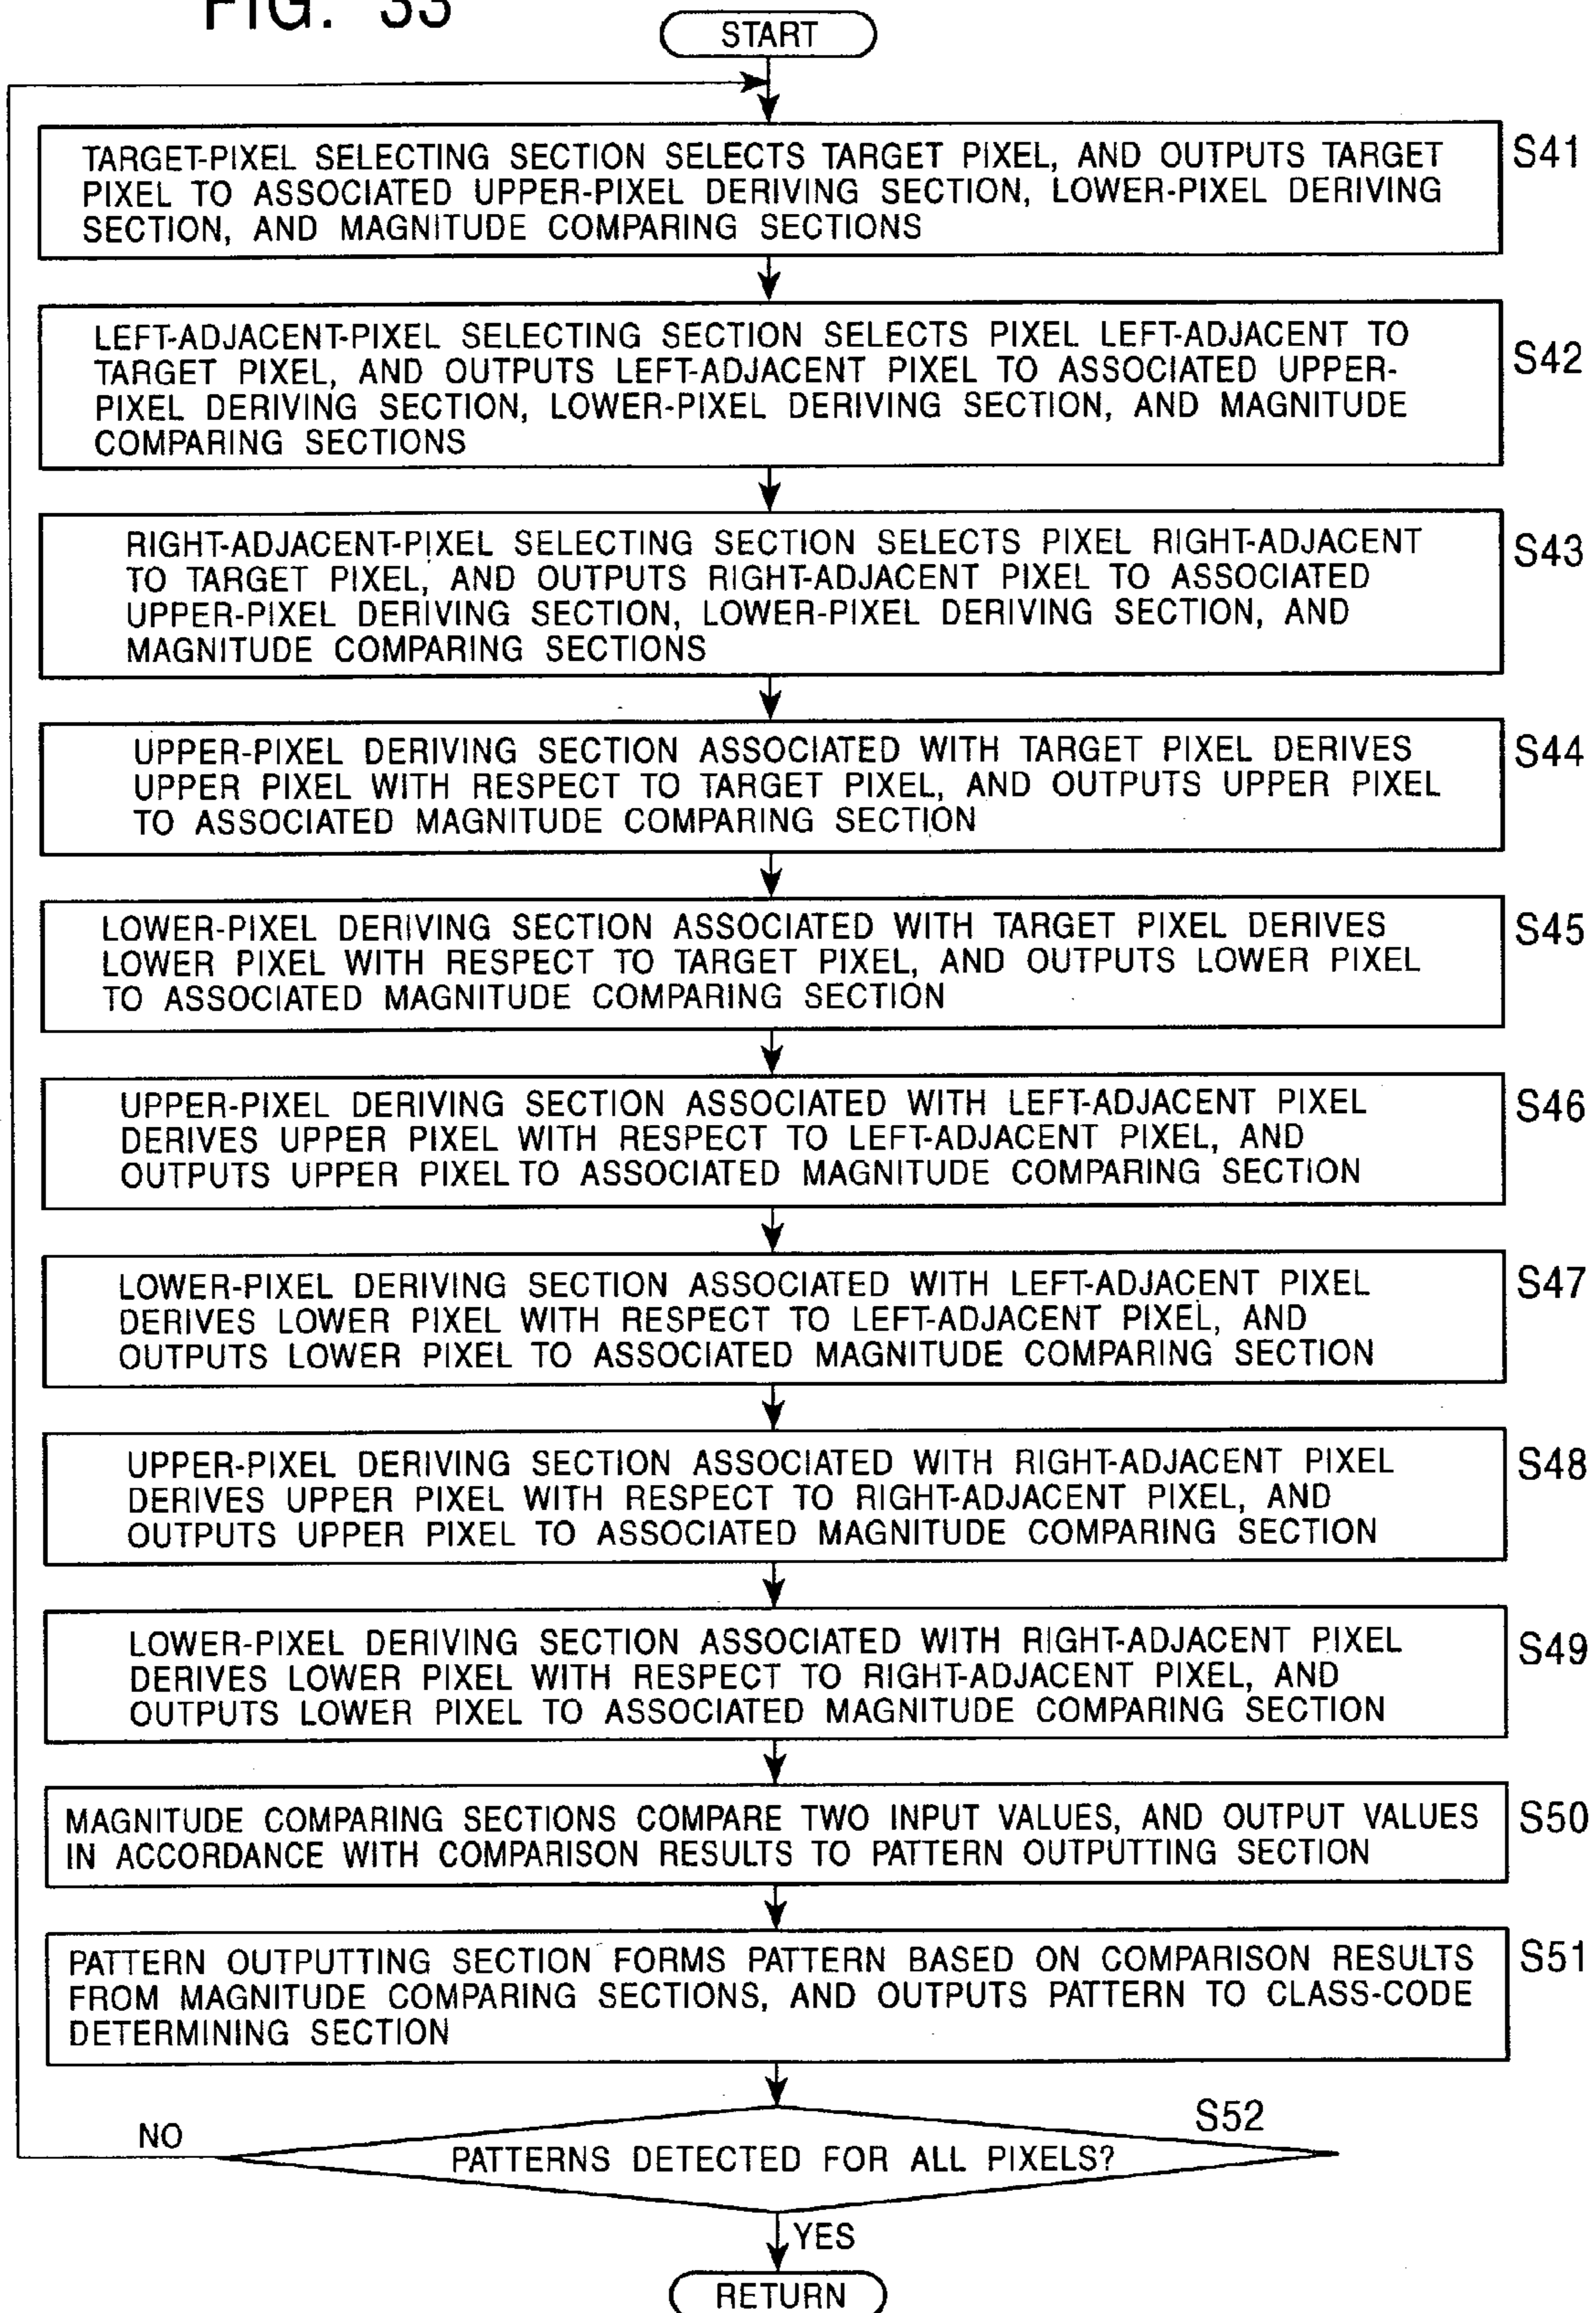 FIG. 33
START
TARGET-PIXEL SELECTING SECTION SELECTS TARGET PIXEL, AND OUTPUTS TARGET
PIXEL TO ASSOCIATED UPPER-PIXEL DERIVING SECTION, LOWER-PIXEL DERIVING
SECTION, AND MAGNITUDE COMPARING SECTIONS
S41
LEFT-ADJACENT-PIXEL SELECTING SECTION SELECTS PIXEL LEFT-ADJACENT TO
TARGET PIXEL, AND OUTPUTS LEFT-ADJACENT PIXEL TO ASSOCIATED UPPER-
PIXEL DERIVING SECTION, LOWER-PIXEL DERIVING SECTION, AND MAGNITUDE
COMPARING SECTIONS
S42
RIGHT-ADJACENT-PIXEL SELECTING SECTION SELECTS PIXEL RIGHT-ADJACENT
TO TARGET PIXEL, AND OUTPUTS RIGHT-ADJACENT PIXEL TO ASSOCIATED
UPPER-PIXEL DERIVING SECTION, LOWER-PIXEL DERIVING SECTION, AND
MAGNITUDE COMPARING SECTIONS
S43
UPPER-PIXEL DERIVING SECTION ASSOCIATED WITH TARGET PIXEL DERIVES
UPPER PIXEL WITH RESPECT TO TARGET PIXEL, AND OUTPUTS UPPER PIXEL
TO ASSOCIATED MAGNITUDE COMPARING SECTION
S44
LOWER-PIXEL DERIVING SECTION ASSOCIATED WITH TARGET PIXEL DERIVES
LOWER PIXEL WITH RESPECT TO TARGET PIXEL, AND OUTPUTS LOWER PIXEL
TO ASSOCIATED MAGNITUDE COMPARING SECTION
S45
UPPER-PIXEL DERIVING SECTION ASSOCIATED WITH LEFT-ADJACENT PIXEL
DERIVES UPPER PIXEL WITH RESPECT TO LEFT-ADJACENT PIXEL, AND
OUTPUTS UPPER PIXEL TO ASSOCIATED MAGNITUDE COMPARING SECTION
S46
LOWER-PIXEL DERIVING SECTION ASSOCIATED WITH LEFT-ADJACENT PIXEL
DERIVES LOWER PIXEL WITH RESPECT TO LEFT-ADJACENT PIXEL, AND
OUTPUTS LOWER PIXEL TO ASSOCIATED MAGNITUDE COMPARING SECTION
S47
UPPER-PIXEL DERIVING SECTION ASSOCIATED WITH RIGHT-ADJACENT PIXEL
DERIVES UPPER PIXEL WITH RESPECT TO RIGHT-ADJACENT PIXEL, AND
OUTPUTS UPPER PIXEL TO ASSOCIATED MAGNITUDE COMPARING SECTION
S48
LOWER-PIXEL DERIVING SECTION ASSOCIATED WITH RIGHT-ADJACENT PIXEL
DERIVES LOWER PIXEL WITH RESPECT TO RIGHT-ADJACENT PIXEL, AND
OUTPUTS LOWER PIXEL TO ASSOCIATED MAGNITUDE COMPARING SECTION
S49
MAGNITUDE COMPARING SECTIONS COMPARE TWO INPUT VALUES, AND OUTPUT VALUES
IN ACCORDANCE WITH COMPARISON RESULTS TO PATTERN OUTPUTTING SECTION
S50
PATTERN OUTPUTTING SECTION FORMS PATTERN BASED ON COMPARISON RESULTS
FROM MAGNITUDE COMPARING SECTIONS, AND OUTPUTS PATTERN TO CLASS-CODE
DETERMINING SECTION
S51
S52
NO
PATTERNS DETECTED FOR ALL PIXELS?
YES
RETURN